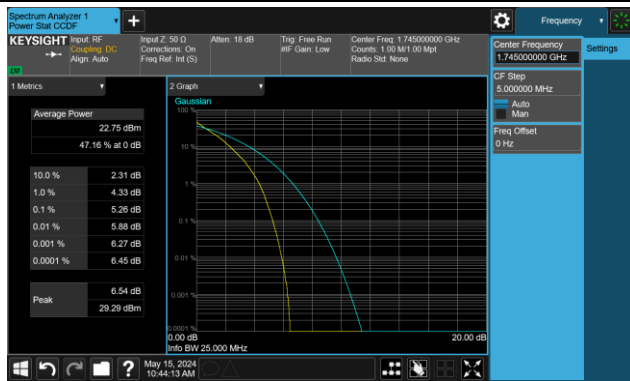 Spectrum Analyzer 1
Power Stat CCDF
Frequency
KEYSIGHT
Input: RF
Coupling: DC
Align: Auto
Input Z: 50 Ω
Corrections: On
Freq Ref: Int (S)
Atten: 18 dB
Trig: Free Run
#IF Gain: Low
Center Freq: 1.745000000 GHz
Counts: 1.00 M/1.00 Mpt
Radio Std: None
Center Frequency
1.745000000 GHz
Settings
CF Step
5.000000 MHz
Auto
Man
Freq Offset
0 Hz
1 Metrics
Average Power
22.75 dBm
47.16 % at 0 dB
10.0 % 2.31 dB
1.0 % 4.33 dB
0.1 % 5.26 dB
0.01 % 5.88 dB
0.001 % 6.27 dB
0.0001 % 6.45 dB
Peak
6.54 dB
29.29 dBm
2 Graph
Gaussian
100 %
10 %
1 %
0.1 %
0.01 %
0.001 %
0.0001 %
0.00 dB
20.00 dB
Info BW 25.000 MHz
?
May 15, 2024
10:44:13 AM